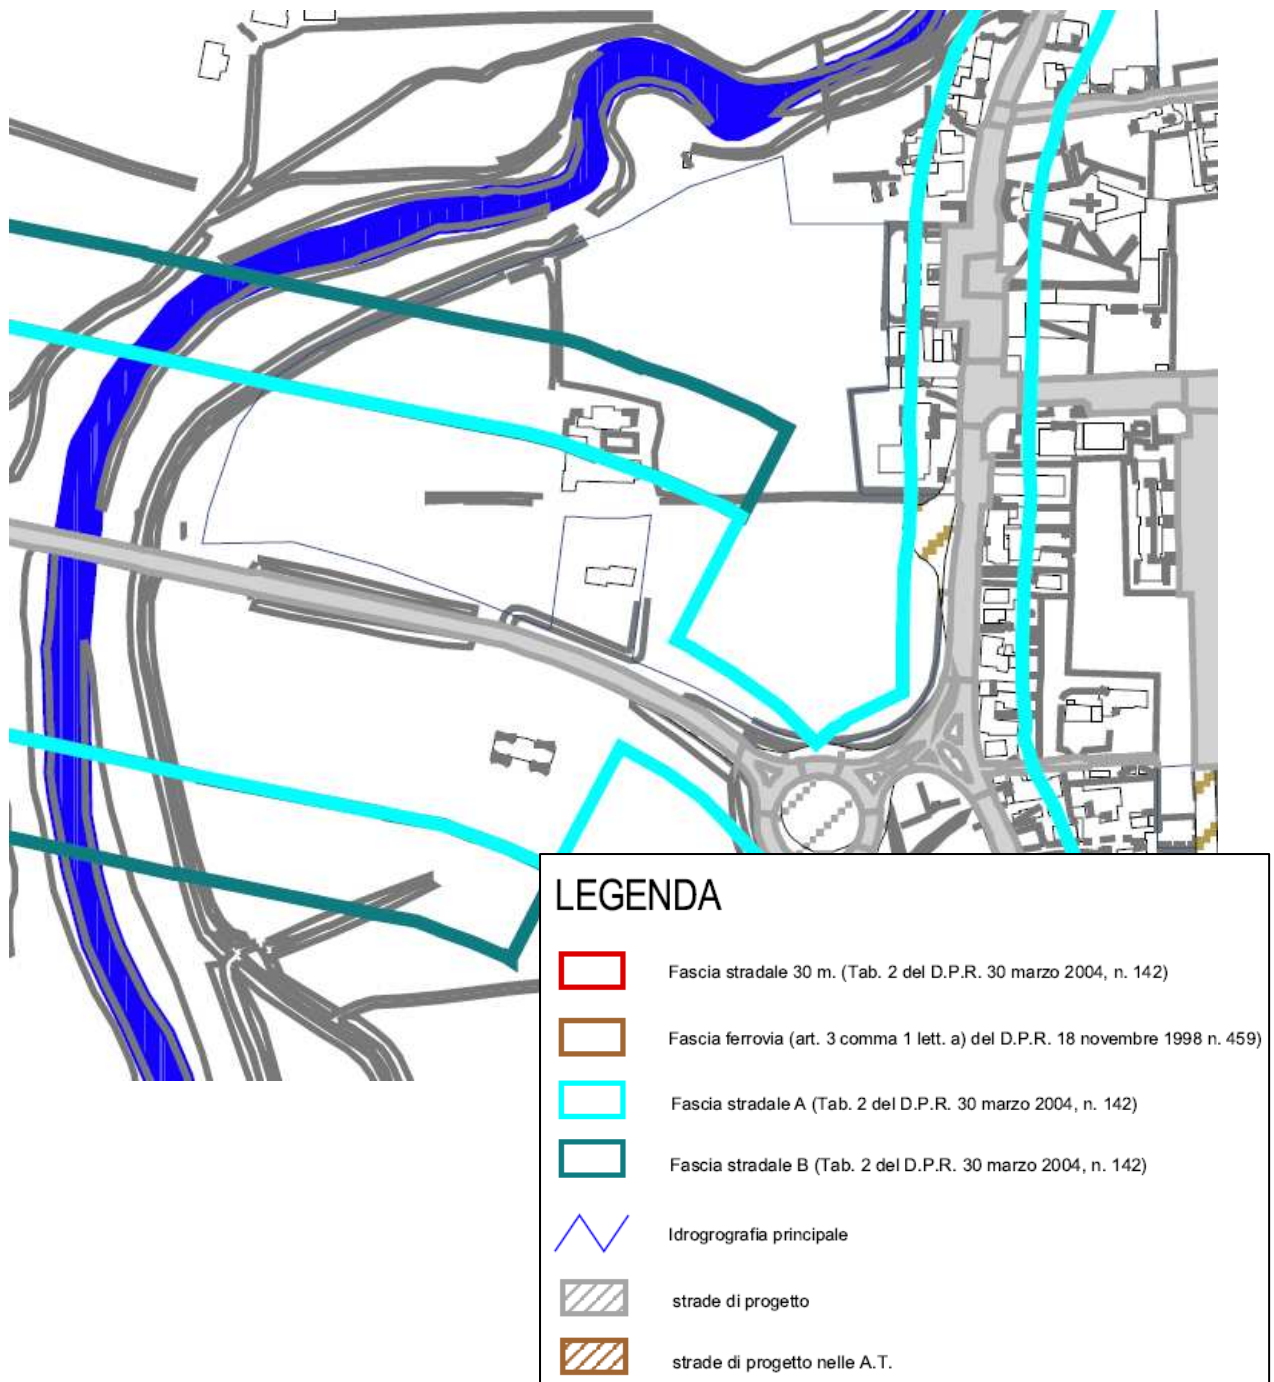 LEGENDA
Fascia stradale 30 m. (Tab. 2 del D.P.R. 30 marzo 2004, n. 142)
Fascia ferrovia (art. 3 comma 1 lett. a) del D.P.R. 18 novembre 1998 n. 459)
Fascia stradale A (Tab. 2 del D.P.R. 30 marzo 2004, n. 142)
Fascia stradale B (Tab. 2 del D.P.R. 30 marzo 2004, n. 142)
Idrogrografia principale
strade di progetto
strade di progetto nelle A.T.